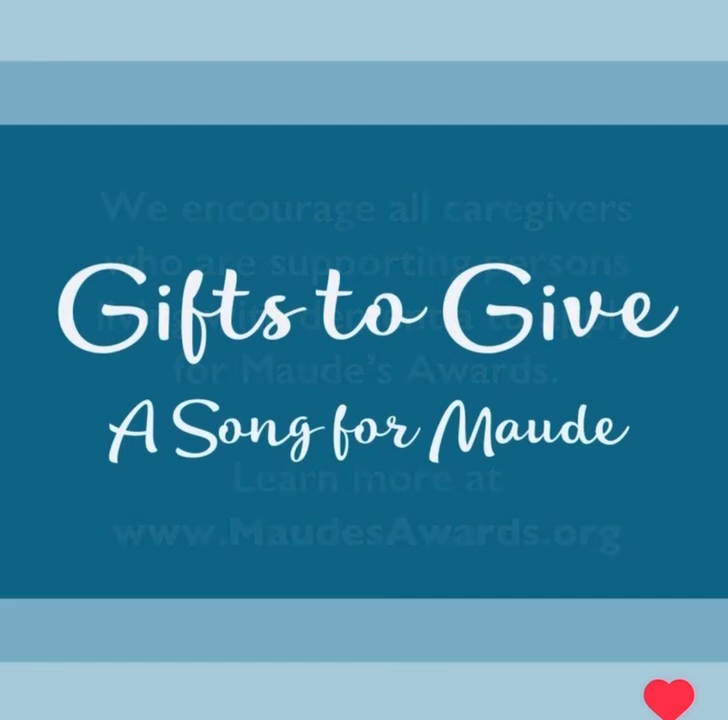 We encourage all caregivers
who are supporting persons
Gifts to Give
for Maude's Awards.
A Song for Maude
Learn more at
www.MaudesAwards.org